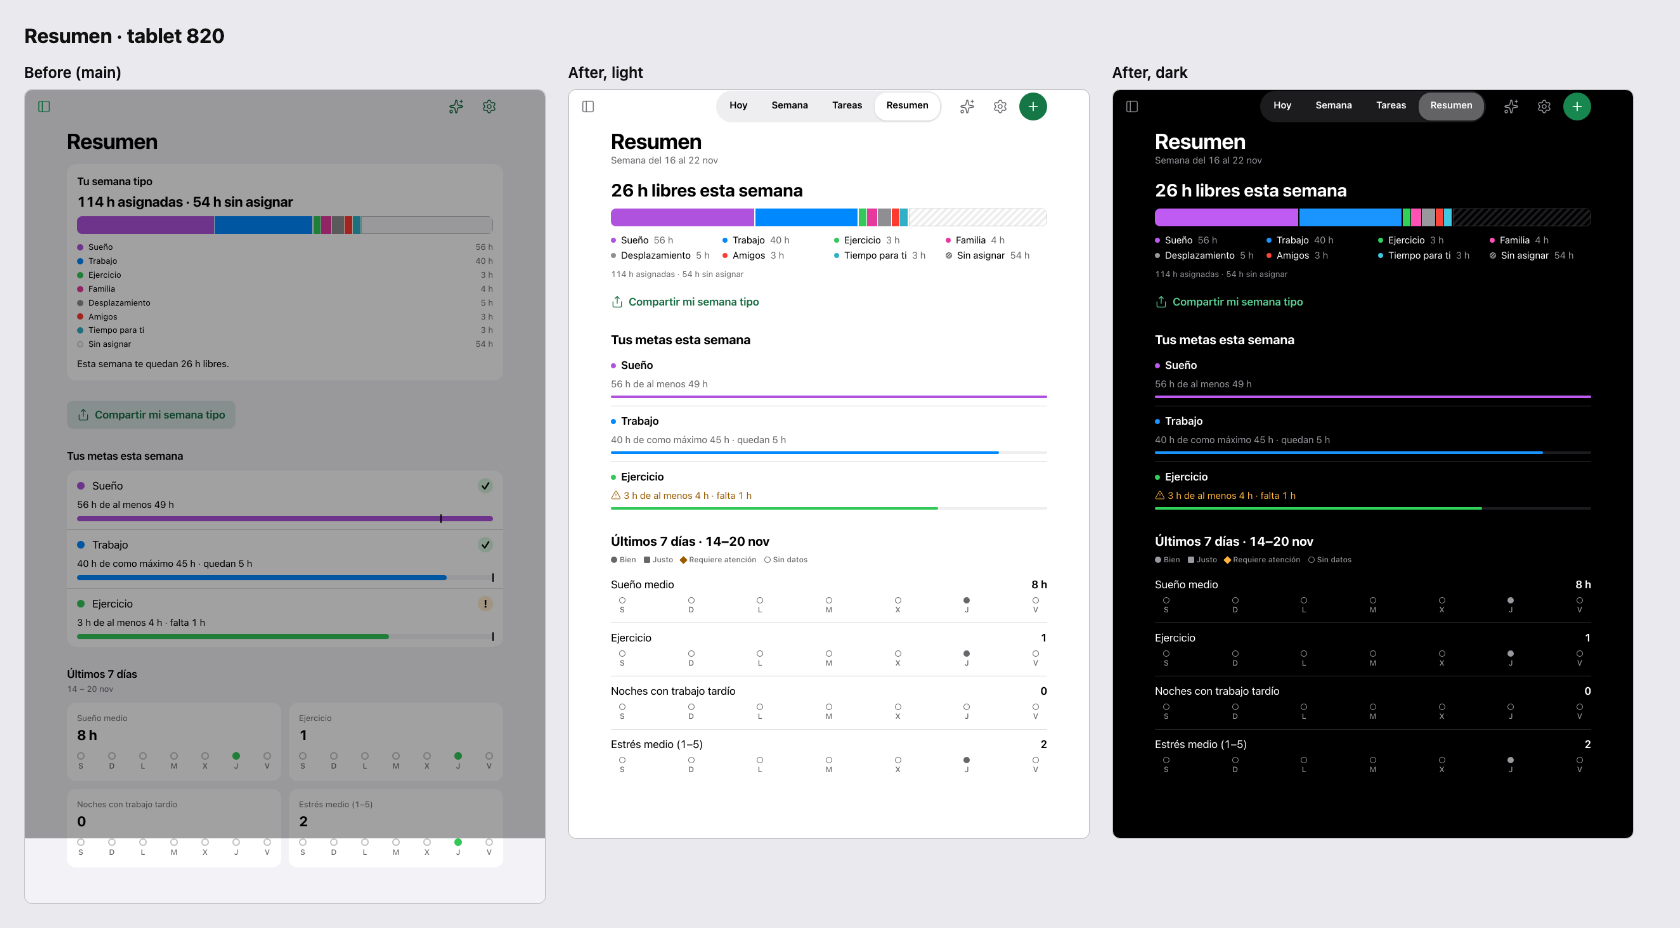 Resumen · tablet 820
Before (main)
Resumen
Tu semana tipo
114 h asignadas · 54 h sin asignar
Sueño 56 h
Trabajo 40 h
Ejercicio 3 h
Familia 4 h
Desplazamiento 5 h
Amigos 3 h
Tiempo para ti 3 h
Sin asignar 54 h
Esta semana te quedan 26 h libres.
Compartir mi semana tipo
Tus metas esta semana
Sueño
56 h de al menos 49 h
Trabajo
40 h de como máximo 45 h · quedan 5 h
Ejercicio !
3 h de al menos 4 h · falta 1 h
Últimos 7 días
14 – 20 nov
Sueño medio
8 h
S D L M X J V
Ejercicio
1
S D L M X J V
Noches con trabajo tardío
0
S D L M X J V
Estrés medio (1–5)
2
S D L M X J V
After, light
Hoy Semana Tareas Resumen +
Resumen
Semana del 16 al 22 nov
26 h libres esta semana
Sueño 56 h Trabajo 40 h Ejercicio 3 h Familia 4 h
Desplazamiento 5 h Amigos 3 h Tiempo para ti 3 h Sin asignar 54 h
114 h asignadas · 54 h sin asignar
Compartir mi semana tipo
Tus metas esta semana
Sueño
56 h de al menos 49 h
Trabajo
40 h de como máximo 45 h · quedan 5 h
Ejercicio
3 h de al menos 4 h · falta 1 h
Últimos 7 días · 14–20 nov
Bien Justo Requiere atención Sin datos
Sueño medio 8 h
S D L M X J V
Ejercicio 1
S D L M X J V
Noches con trabajo tardío 0
S D L M X J V
Estrés medio (1–5) 2
S D L M X J V
After, dark
Hoy Semana Tareas Resumen +
Resumen
Semana del 16 al 22 nov
26 h libres esta semana
Sueño 56 h Trabajo 40 h Ejercicio 3 h Familia 4 h
Desplazamiento 5 h Amigos 3 h Tiempo para ti 3 h Sin asignar 54 h
114 h asignadas · 54 h sin asignar
Compartir mi semana tipo
Tus metas esta semana
Sueño
56 h de al menos 49 h
Trabajo
40 h de como máximo 45 h · quedan 5 h
Ejercicio
3 h de al menos 4 h · falta 1 h
Últimos 7 días · 14–20 nov
Bien Justo Requiere atención Sin datos
Sueño medio 8 h
S D L M X J V
Ejercicio 1
S D L M X J V
Noches con trabajo tardío 0
S D L M X J V
Estrés medio (1–5) 2
S D L M X J V